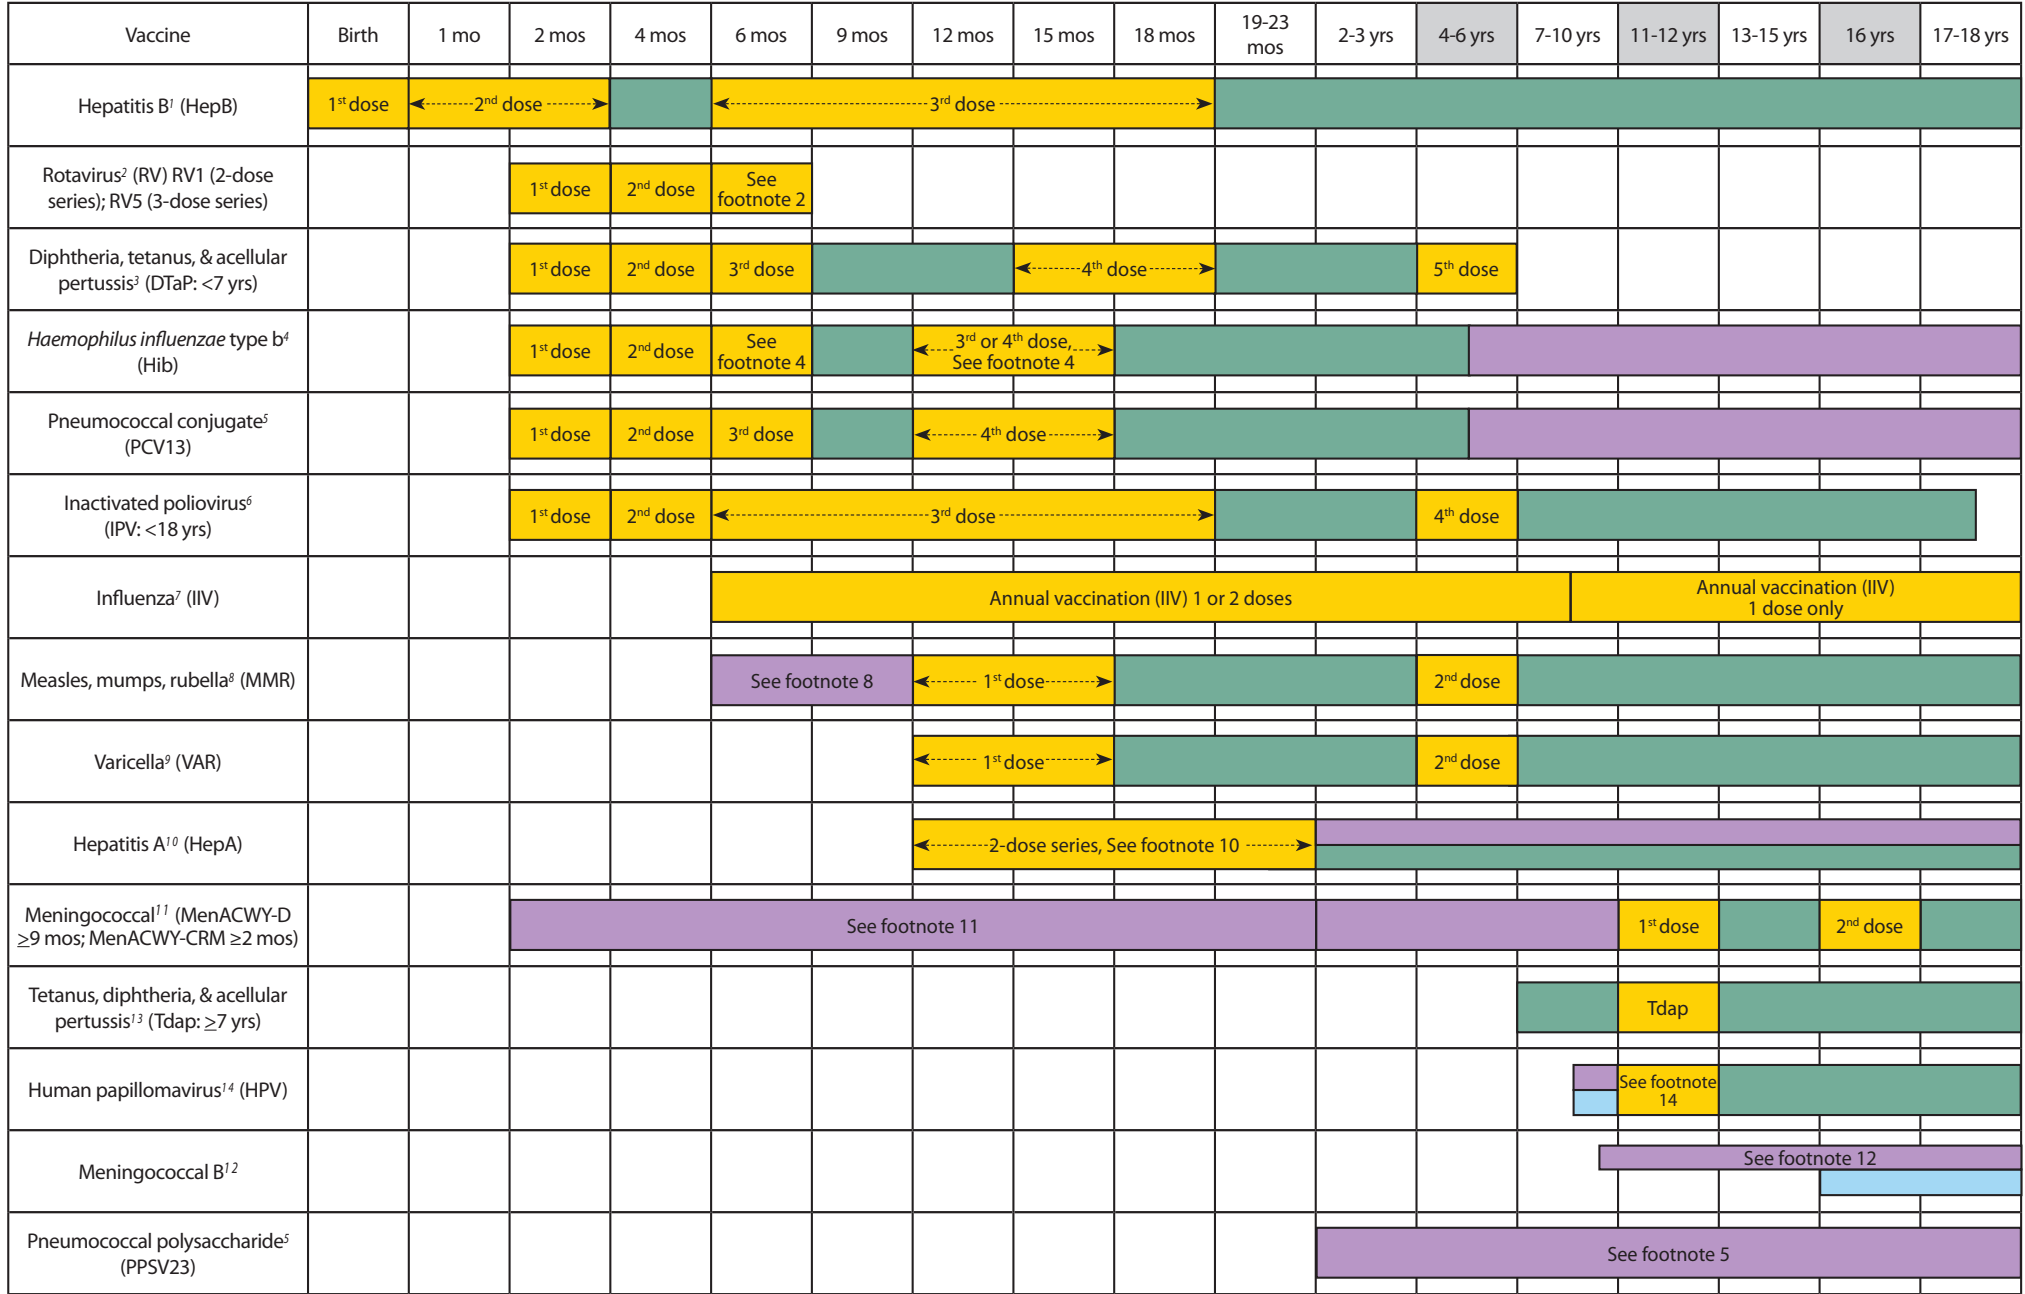 Vaccine Birth 1 mo 2 mos 4 mos 6 mos 9 mos 12 mos 15 mos 18 mos 19-23 mos 2-3 yrs 4-6 yrs 7-10 yrs 11-12 yrs 13-15 yrs 16 yrs 17-18 yrs
Hepatitis B¹ (HepB)
1st dose
2nd dose
3rd dose
Rotavirus² (RV) RV1 (2-dose
series); RV5 (3-dose series)
1st dose
2nd dose
See
footnote 2
Diphtheria, tetanus, & acellular
pertussis³ (DTaP: <7 yrs)
1st dose
2nd dose
3rd dose
4th dose
5th dose
Haemophilus influenzae type b⁴
(Hib)
1st dose
2nd dose
See
footnote 4
3rd or 4th dose,
See footnote 4
Pneumococcal conjugate⁵
(PCV13)
1st dose
2nd dose
3rd dose
4th dose
Inactivated poliovirus⁶
(IPV: <18 yrs)
1st dose
2nd dose
3rd dose
4th dose
Influenza⁷ (IIV)
Annual vaccination (IIV) 1 or 2 doses
Annual vaccination (IIV)
1 dose only
Measles, mumps, rubella⁸ (MMR)
See footnote 8
1st dose
2nd dose
Varicella⁹ (VAR)
1st dose
2nd dose
Hepatitis A¹⁰ (HepA)
2-dose series, See footnote 10
Meningococcal¹¹ (MenACWY-D
≥9 mos; MenACWY-CRM ≥2 mos)
See footnote 11
1st dose
2nd dose
Tetanus, diphtheria, & acellular
pertussis¹³ (Tdap: ≥7 yrs)
Tdap
Human papillomavirus¹⁴ (HPV)
See footnote
14
Meningococcal B¹²
See footnote 12
Pneumococcal polysaccharide⁵
(PPSV23)
See footnote 5